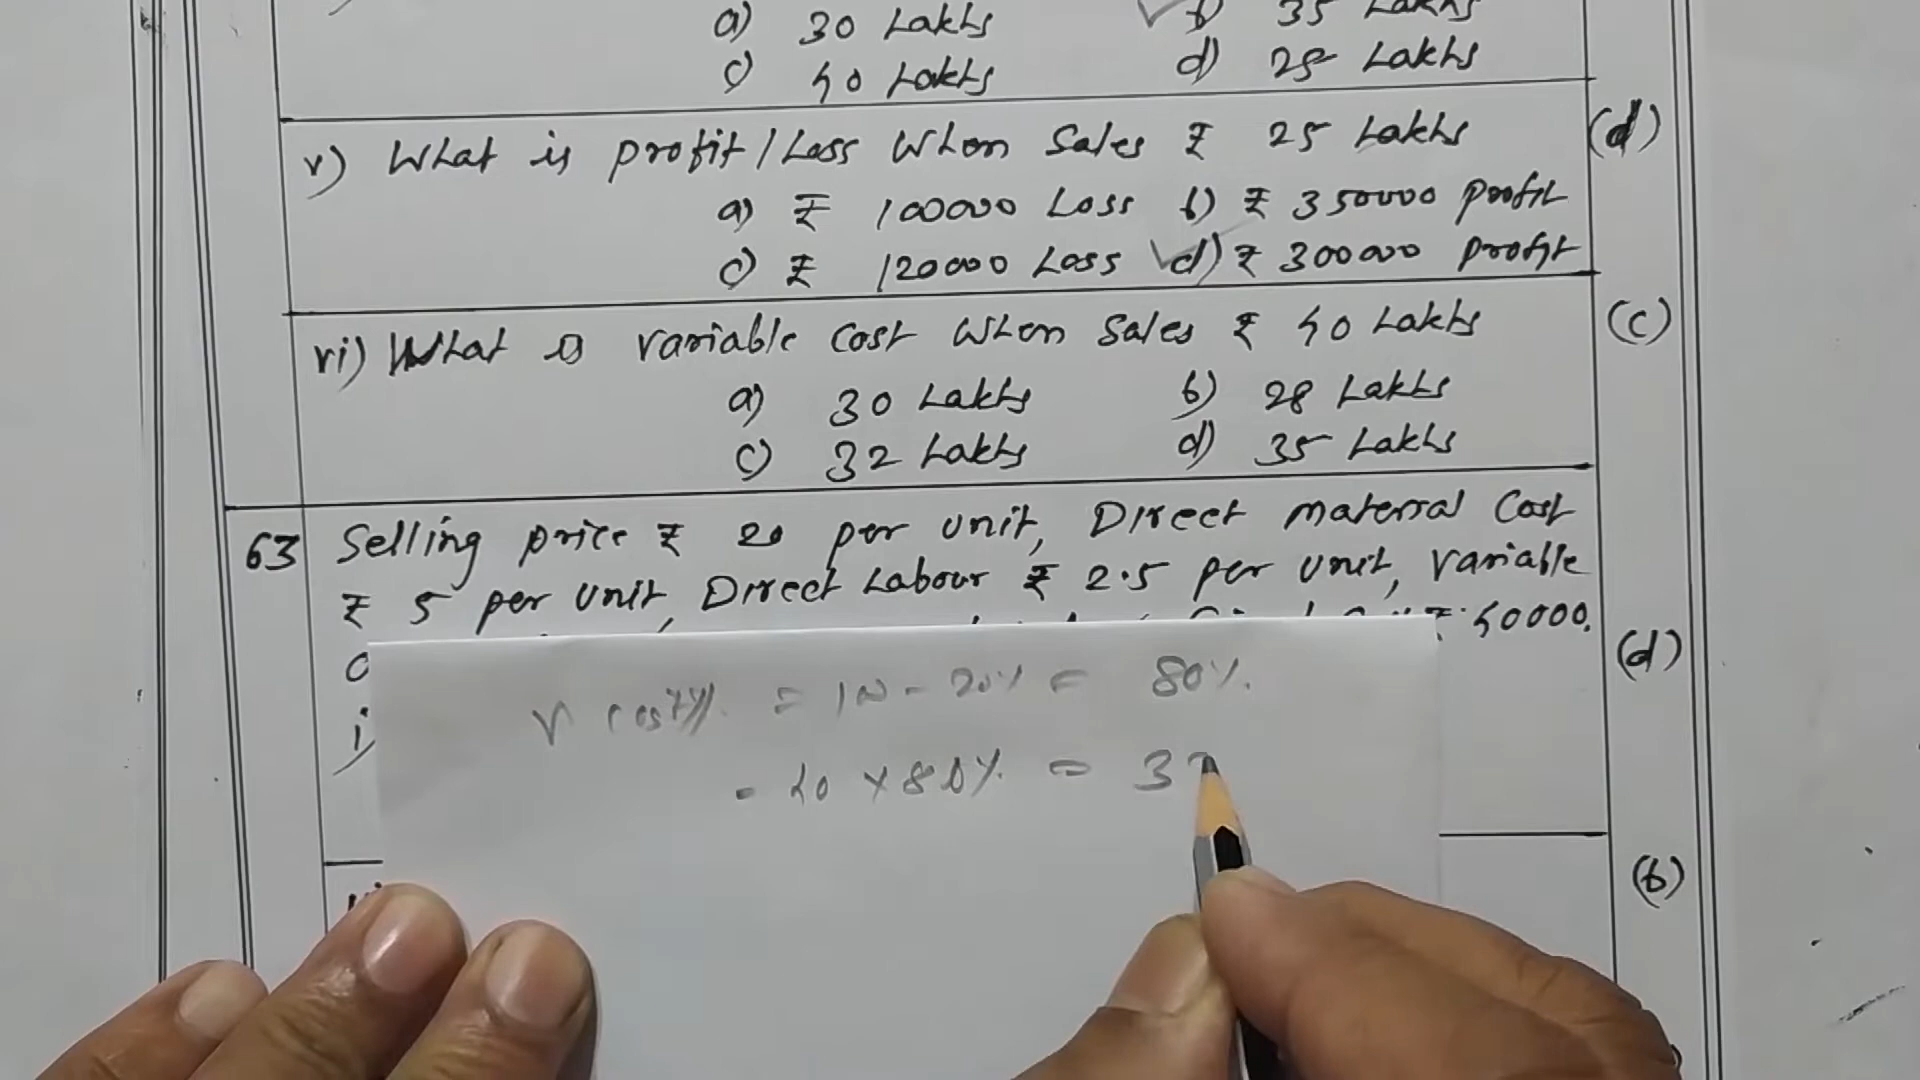 a) 30 Lakhs b) 35 Lakhs
c) 40 Lakhs d) 25 Lakhs
v) What is profit/Loss When Sales ₹ 25 Lakhs (d)
a) ₹ 100000 Loss b) ₹ 350000 profit
c) ₹ 120000 Loss d) ₹ 300000 profit
vi) What is variable cost when Sales ₹ 40 Lakhs (c)
a) 30 Lakhs b) 28 Lakhs
c) 32 Lakhs d) 35 Lakhs
63 Selling price ₹ 20 per unit, Direct material Cost
₹ 5 per unit, Direct Labour ₹ 2.5 per unit, variable
₹ 40000.
(d)
V cost%. = 100 - 20% = 80%.
i)
= 40 x 80%. = 32
(b)